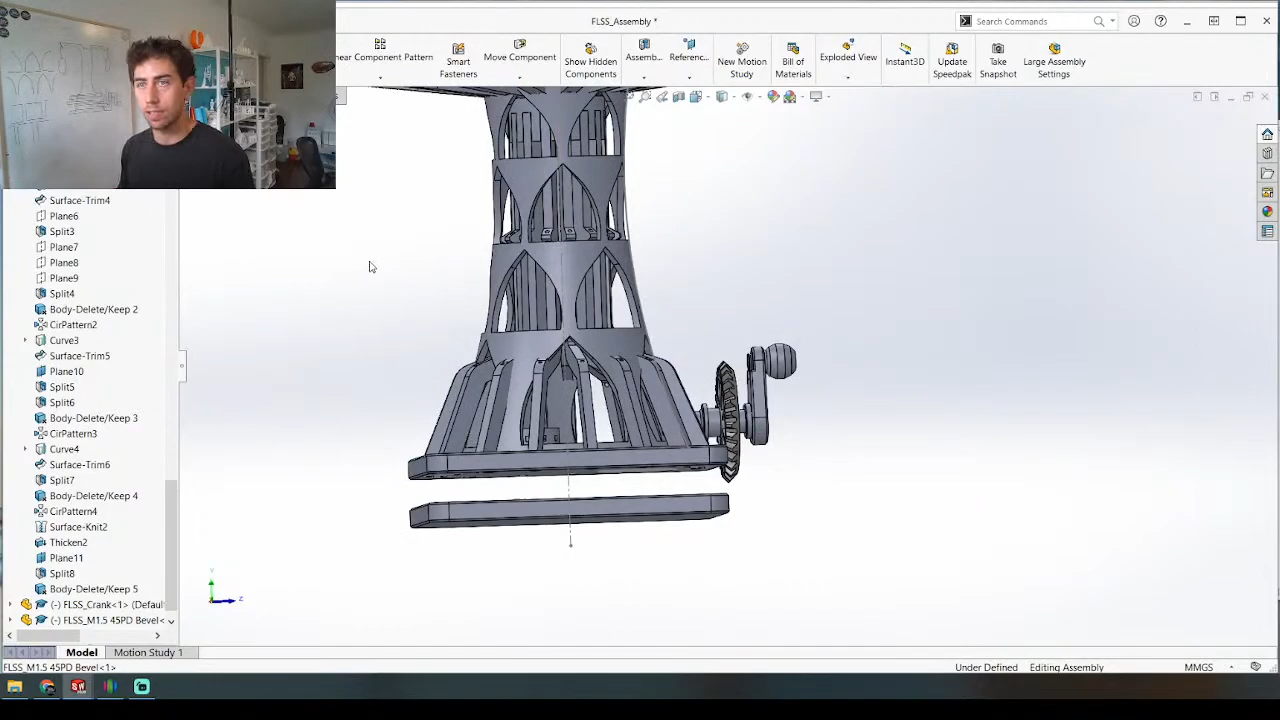 FLSS_Assembly *
Search Commands
near Component Pattern
Smart Fasteners
Move Component
Show Hidden Components
Assemb...
Referenc...
New Motion Study
Bill of Materials
Exploded View
Instant3D
Update Speedpak
Take Snapshot
Large Assembly Settings
Surface-Trim4
Plane6
Split3
Plane7
Plane8
Plane9
Split4
Body-Delete/Keep 2
CirPattern2
Curve3
Surface-Trim5
Plane10
Split5
Split6
Body-Delete/Keep 3
CirPattern3
Curve4
Surface-Trim6
Split7
Body-Delete/Keep 4
CirPattern4
Surface-Knit2
Thicken2
Plane11
Split8
Body-Delete/Keep 5
(-) FLSS_Crank<1> (Defau
(-) FLSS_M1.5 45PD Bevel<
Y
Z
Model
Motion Study 1
FLSS_M1.5 45PD Bevel<1>
Under Defined
Editing Assembly
MMGS
SW